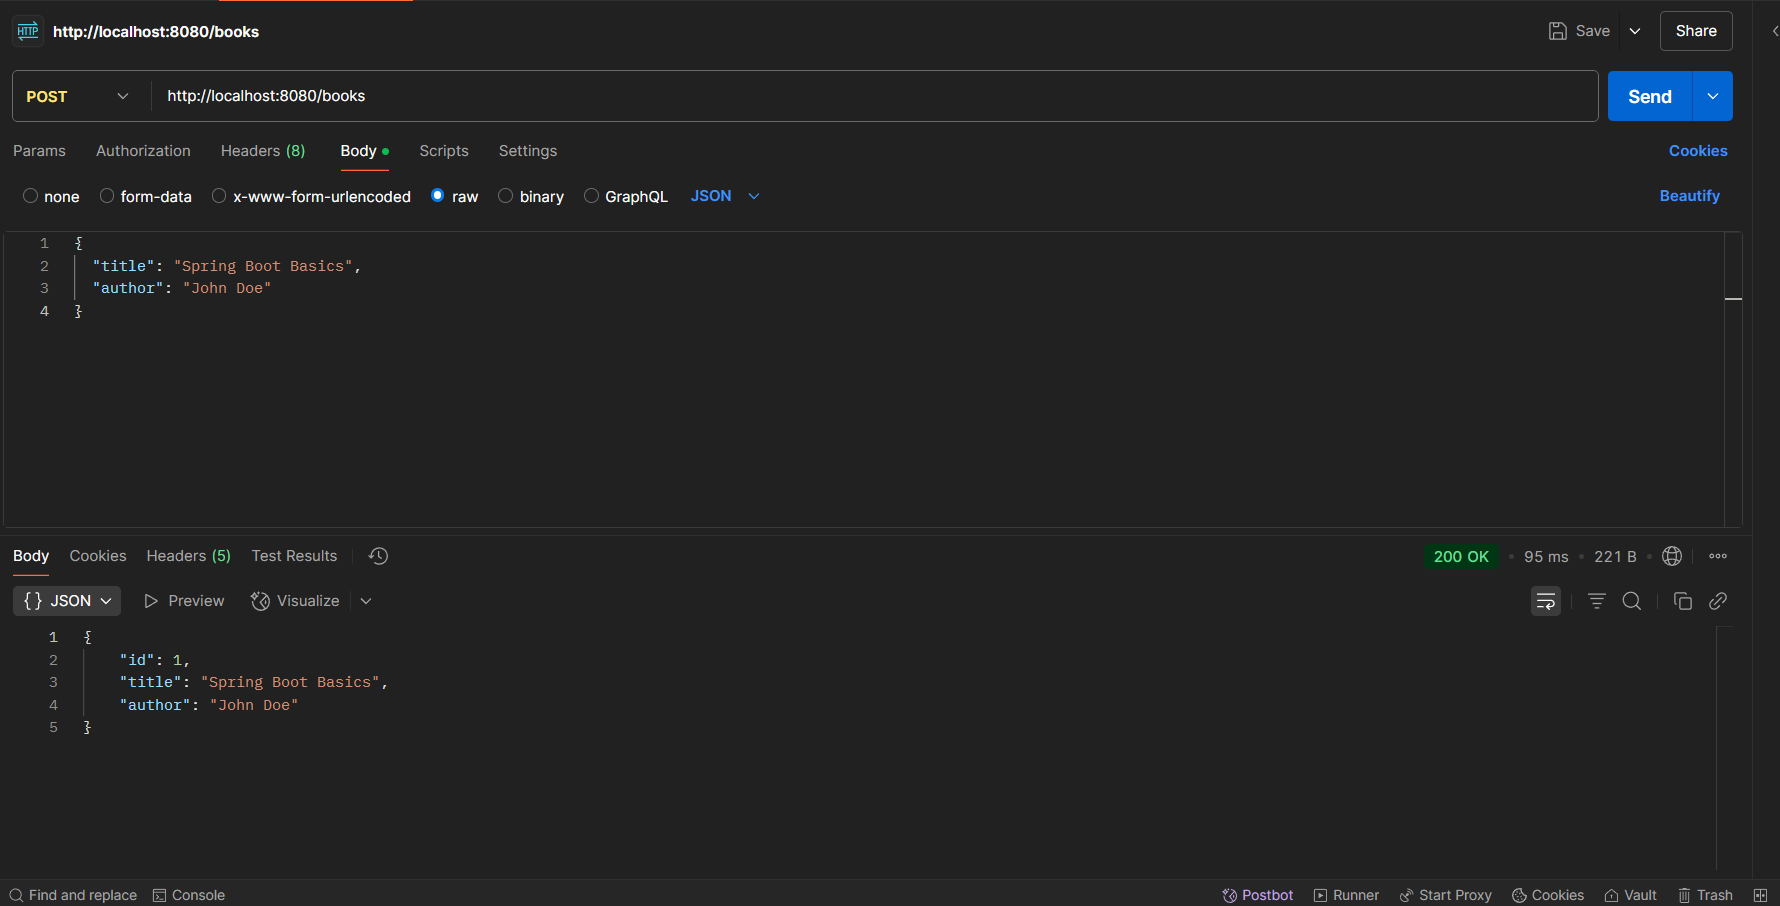 HTTP http://localhost:8080/books Save Share
POST http://localhost:8080/books Send
Params Authorization Headers (8) Body Scripts Settings Cookies
none form-data x-www-form-urlencoded raw binary GraphQL JSON Beautify
1 {
2 "title": "Spring Boot Basics",
3 "author": "John Doe"
4 }
Body Cookies Headers (5) Test Results 200 OK 95 ms 221 B
{} JSON Preview Visualize
1 {
2 "id": 1,
3 "title": "Spring Boot Basics",
4 "author": "John Doe"
5 }
Find and replace Console Postbot Runner Start Proxy Cookies Vault Trash